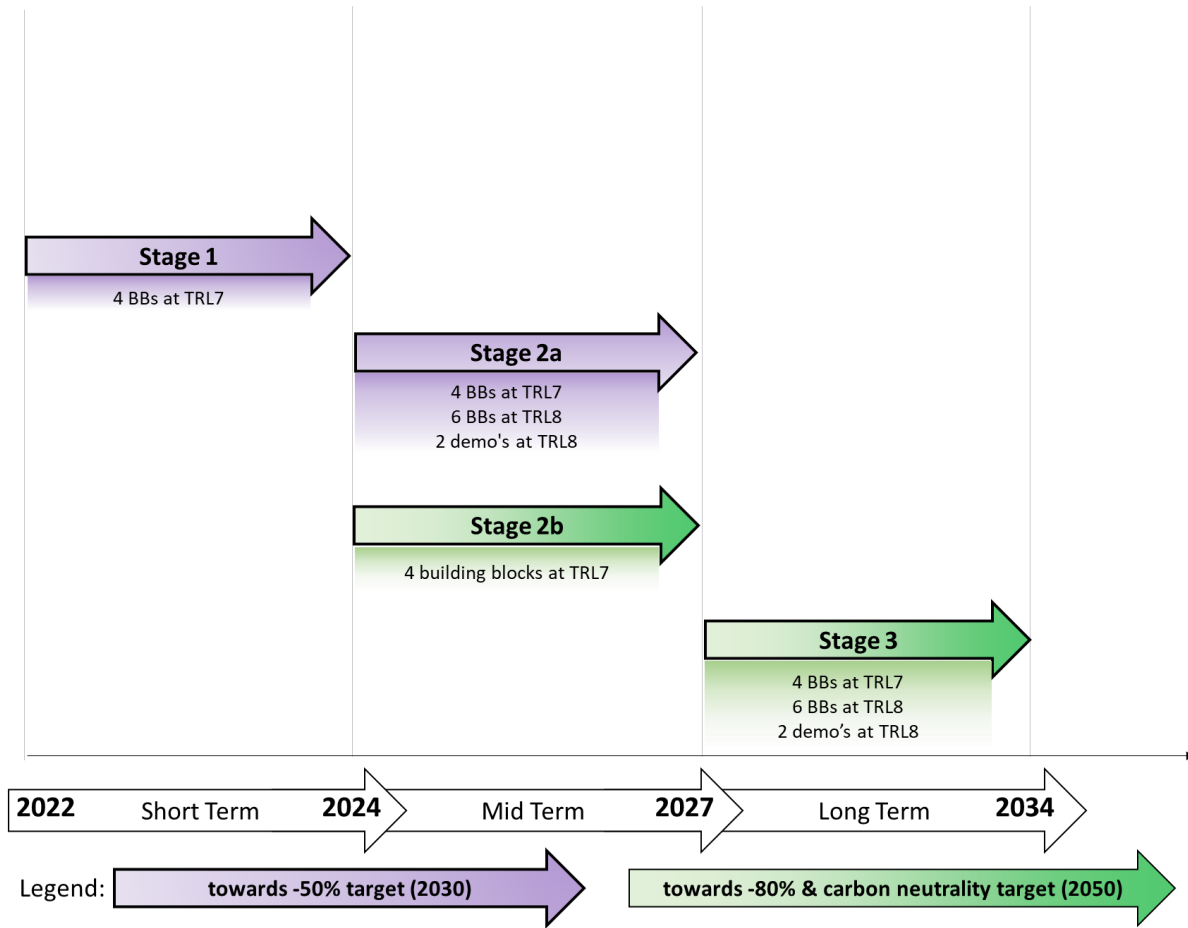 Stage 1
4 BBs at TRL7
Stage 2a
4 BBs at TRL7
6 BBs at TRL8
2 demo's at TRL8
Stage 2b
4 building blocks at TRL7
Stage 3
4 BBs at TRL7
6 BBs at TRL8
2 demo’s at TRL8
2022 Short Term 2024 Mid Term 2027 Long Term 2034
Legend: towards -50% target (2030) towards -80% & carbon neutrality target (2050)